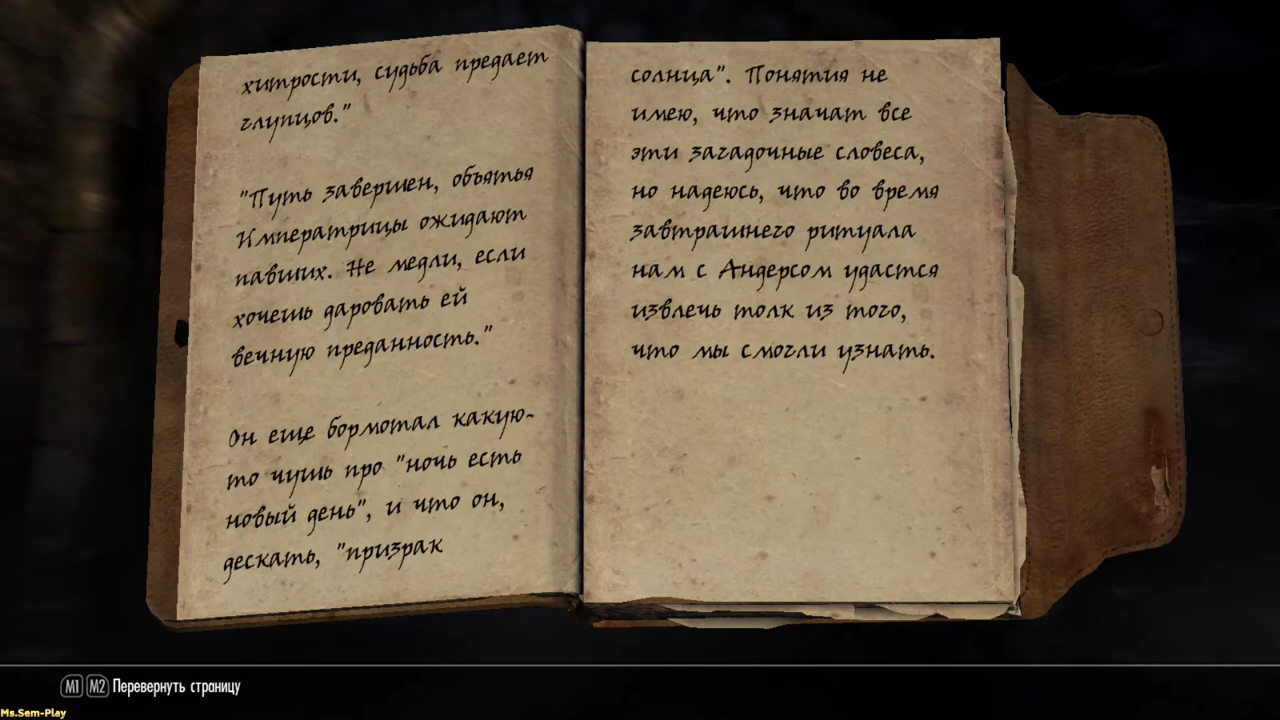 хитрости, судьба предает
глупцов."
"Путь завершен, объятья
Императрицы ожидают
павших. Не медли, если
хочешь даровать ей
вечную преданность."
Он еще бормотал какую-
то чушь про "ночь есть
новый день", и что он,
дескать, "призрак
солнца". Понятия не
имею, что значат все
эти загадочные словеса,
но надеюсь, что во время
завтрашнего ритуала
нам с Андерсом удастся
извлечь толк из того,
что мы смогли узнать.
M1 M2 Перевернуть страницу
Ms.Sem-Play